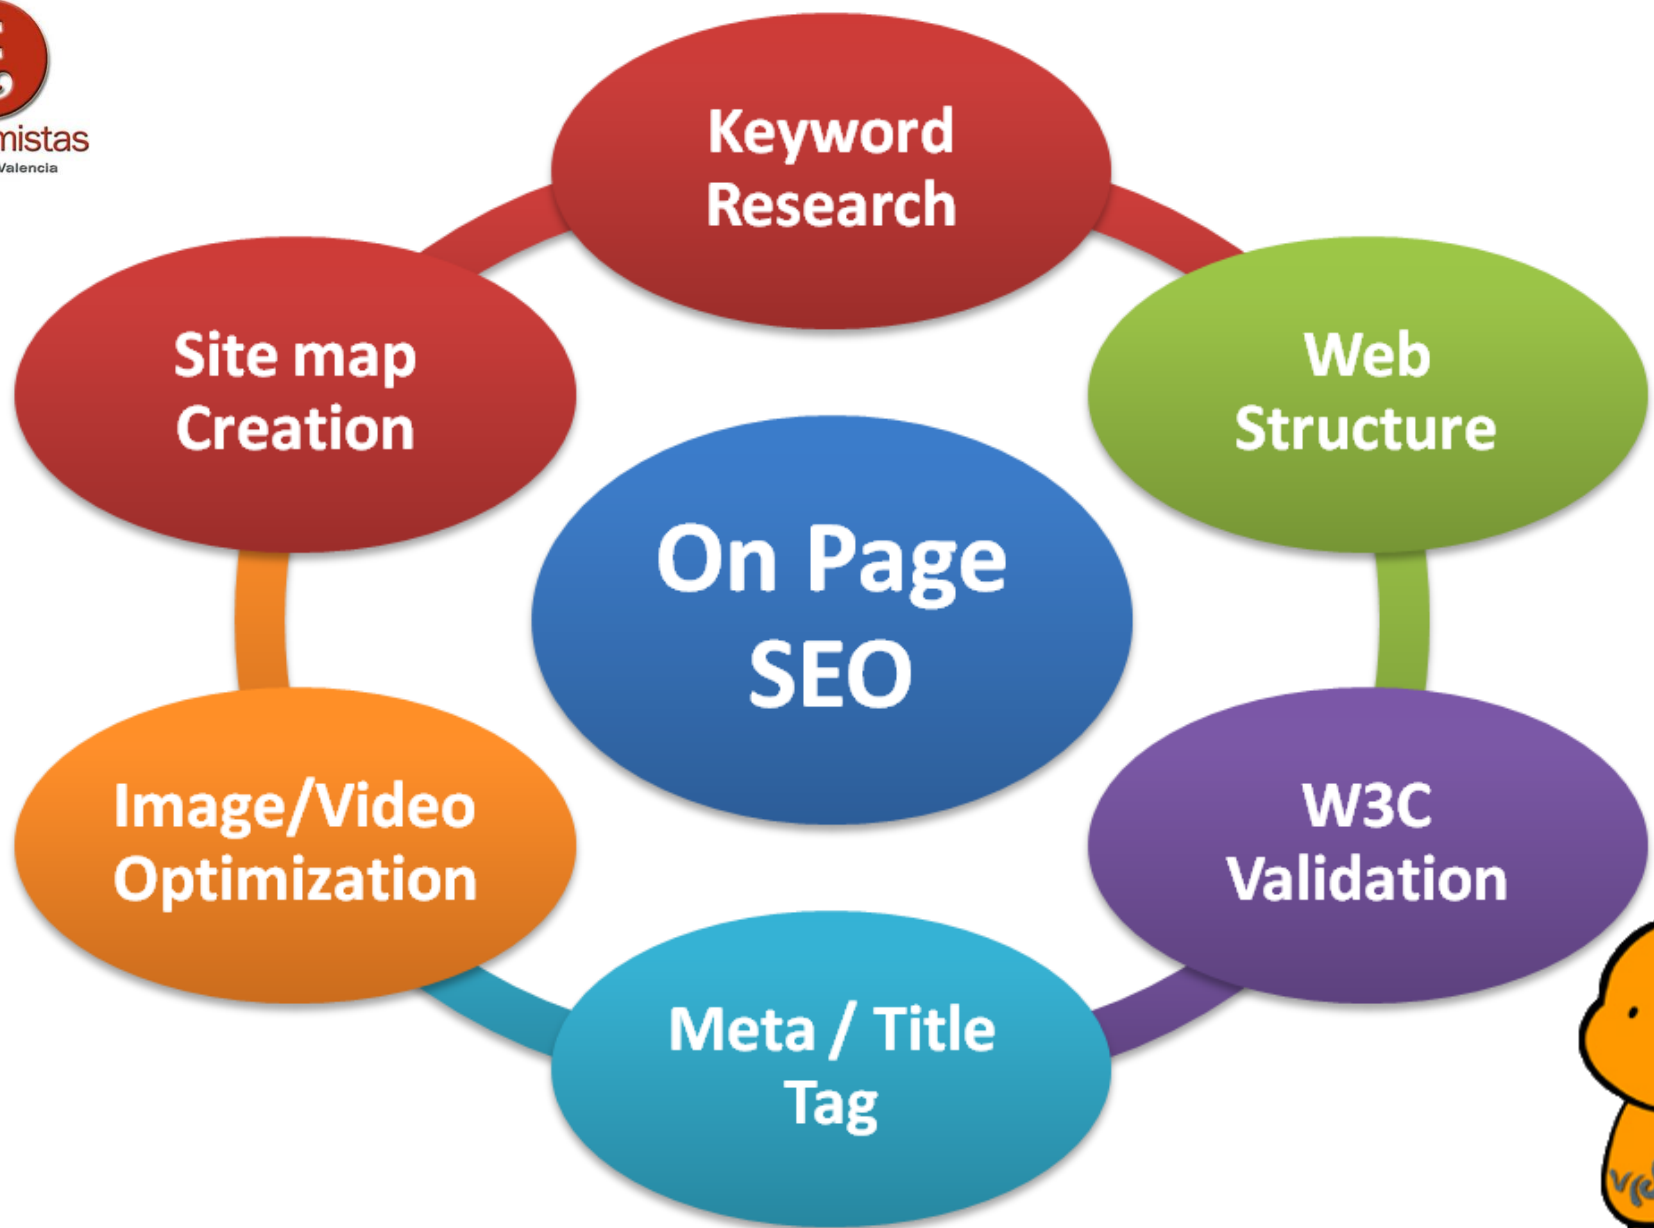 mistas
Valencia
Keyword
Research
Site map
Creation
Web
Structure
On Page
SEO
Image/Video
Optimization
W3C
Validation
Meta / Title
Tag